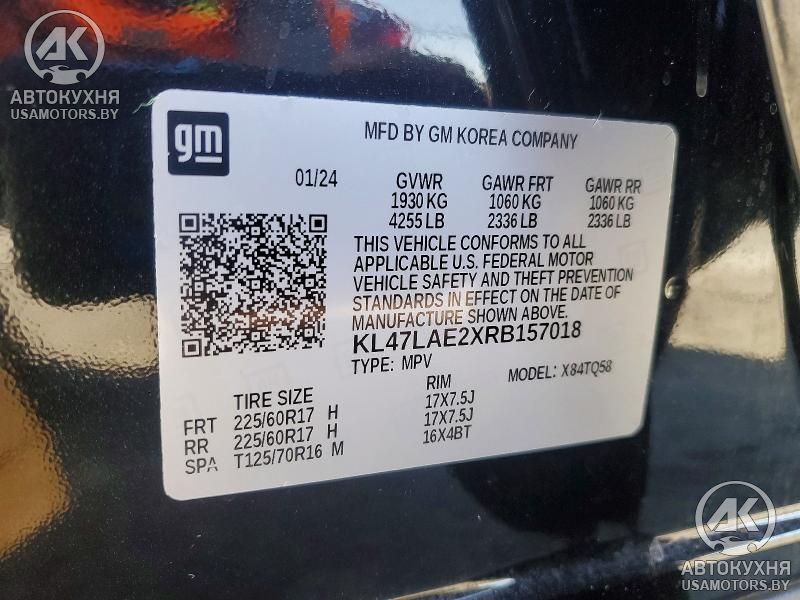 AK
АВТОКУХНЯ
USAMOTORS.BY
gm
MFD BY GM KOREA COMPANY
01/24
GVWR GAWR FRT GAWR RR
1930 KG 1060 KG 1060 KG
4255 LB 2336 LB 2336 LB
THIS VEHICLE CONFORMS TO ALL
APPLICABLE U.S. FEDERAL MOTOR
VEHICLE SAFETY AND THEFT PREVENTION
STANDARDS IN EFFECT ON THE DATE OF
MANUFACTURE SHOWN ABOVE.
KL47LAE2XRB157018
TYPE: MPV MODEL: X84TQ58
TIRE SIZE RIM
FRT 225/60R17 H 17X7.5J
RR 225/60R17 H 17X7.5J
SPA T125/70R16 M 16X4BT
AK
АВТОКУХНЯ
USAMOTORS.BY